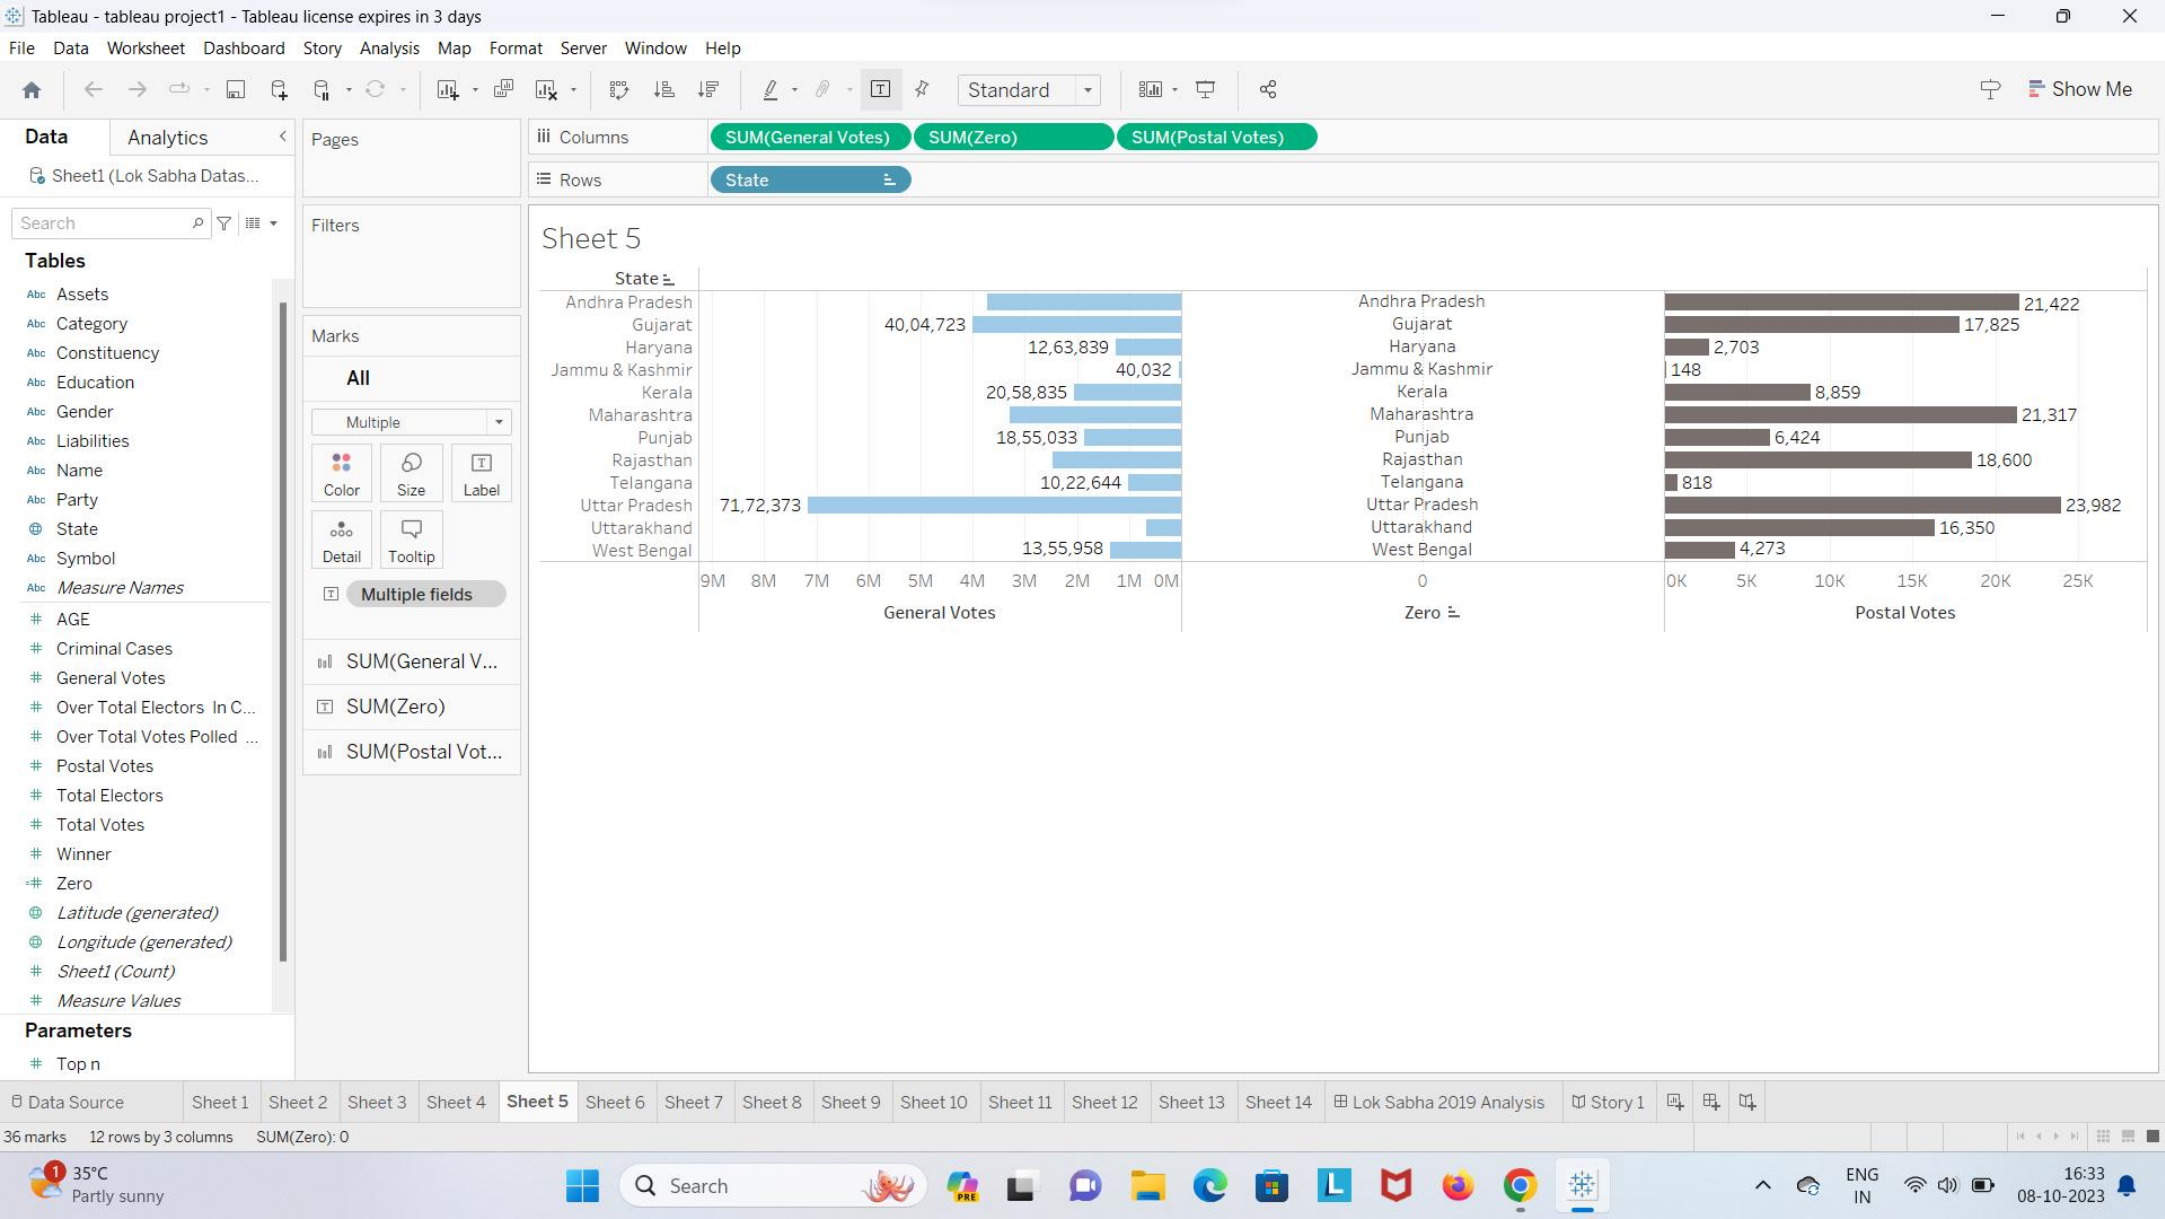 Tableau - tableau project1 - Tableau license expires in 3 days
File Data Worksheet Dashboard Story Analysis Map Format Server Window Help
Standard
Show Me
Data Analytics
Sheet1 (Lok Sabha Datas...
Search
Tables
Abc Assets
Abc Category
Abc Constituency
Abc Education
Abc Gender
Abc Liabilities
Abc Name
Abc Party
State
Abc Symbol
Abc Measure Names
# AGE
# Criminal Cases
# General Votes
# Over Total Electors In C...
# Over Total Votes Polled ...
# Postal Votes
# Total Electors
# Total Votes
# Winner
=# Zero
Latitude (generated)
Longitude (generated)
# Sheet1 (Count)
# Measure Values
Parameters
# Top n
Pages
Filters
Marks
All
Multiple
Color Size Label
Detail Tooltip
Multiple fields
SUM(General V...
SUM(Zero)
SUM(Postal Vot...
Columns SUM(General Votes) SUM(Zero) SUM(Postal Votes)
Rows State
Sheet 5
State
Andhra Pradesh Andhra Pradesh 21,422
Gujarat 40,04,723 Gujarat 17,825
Haryana 12,63,839 Haryana 2,703
Jammu & Kashmir 40,032 Jammu & Kashmir 148
Kerala 20,58,835 Kerala 8,859
Maharashtra Maharashtra 21,317
Punjab 18,55,033 Punjab 6,424
Rajasthan Rajasthan 18,600
Telangana 10,22,644 Telangana 818
Uttar Pradesh 71,72,373 Uttar Pradesh 23,982
Uttarakhand Uttarakhand 16,350
West Bengal 13,55,958 West Bengal 4,273
9M 8M 7M 6M 5M 4M 3M 2M 1M 0M 0 0K 5K 10K 15K 20K 25K
General Votes Zero Postal Votes
Data Source Sheet 1 Sheet 2 Sheet 3 Sheet 4 Sheet 5 Sheet 6 Sheet 7 Sheet 8 Sheet 9 Sheet 10 Sheet 11 Sheet 12 Sheet 13 Sheet 14 Lok Sabha 2019 Analysis Story 1
36 marks 12 rows by 3 columns SUM(Zero): 0
1 35°C
Partly sunny
Search
PRE
L
ENG
IN
16:33
08-10-2023